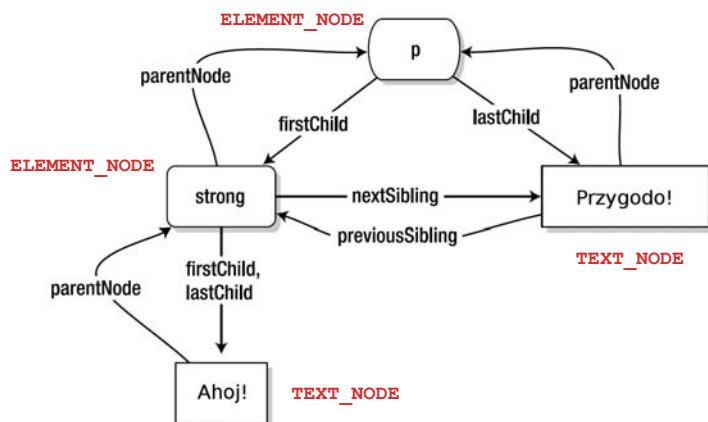 ELEMENT_NODE
p
parentNode
parentNode
firstChild
lastChild
ELEMENT_NODE
strong
nextSibling
Przygodo!
previousSibling
TEXT_NODE
firstChild,
lastChild
parentNode
Ahoj!
TEXT_NODE